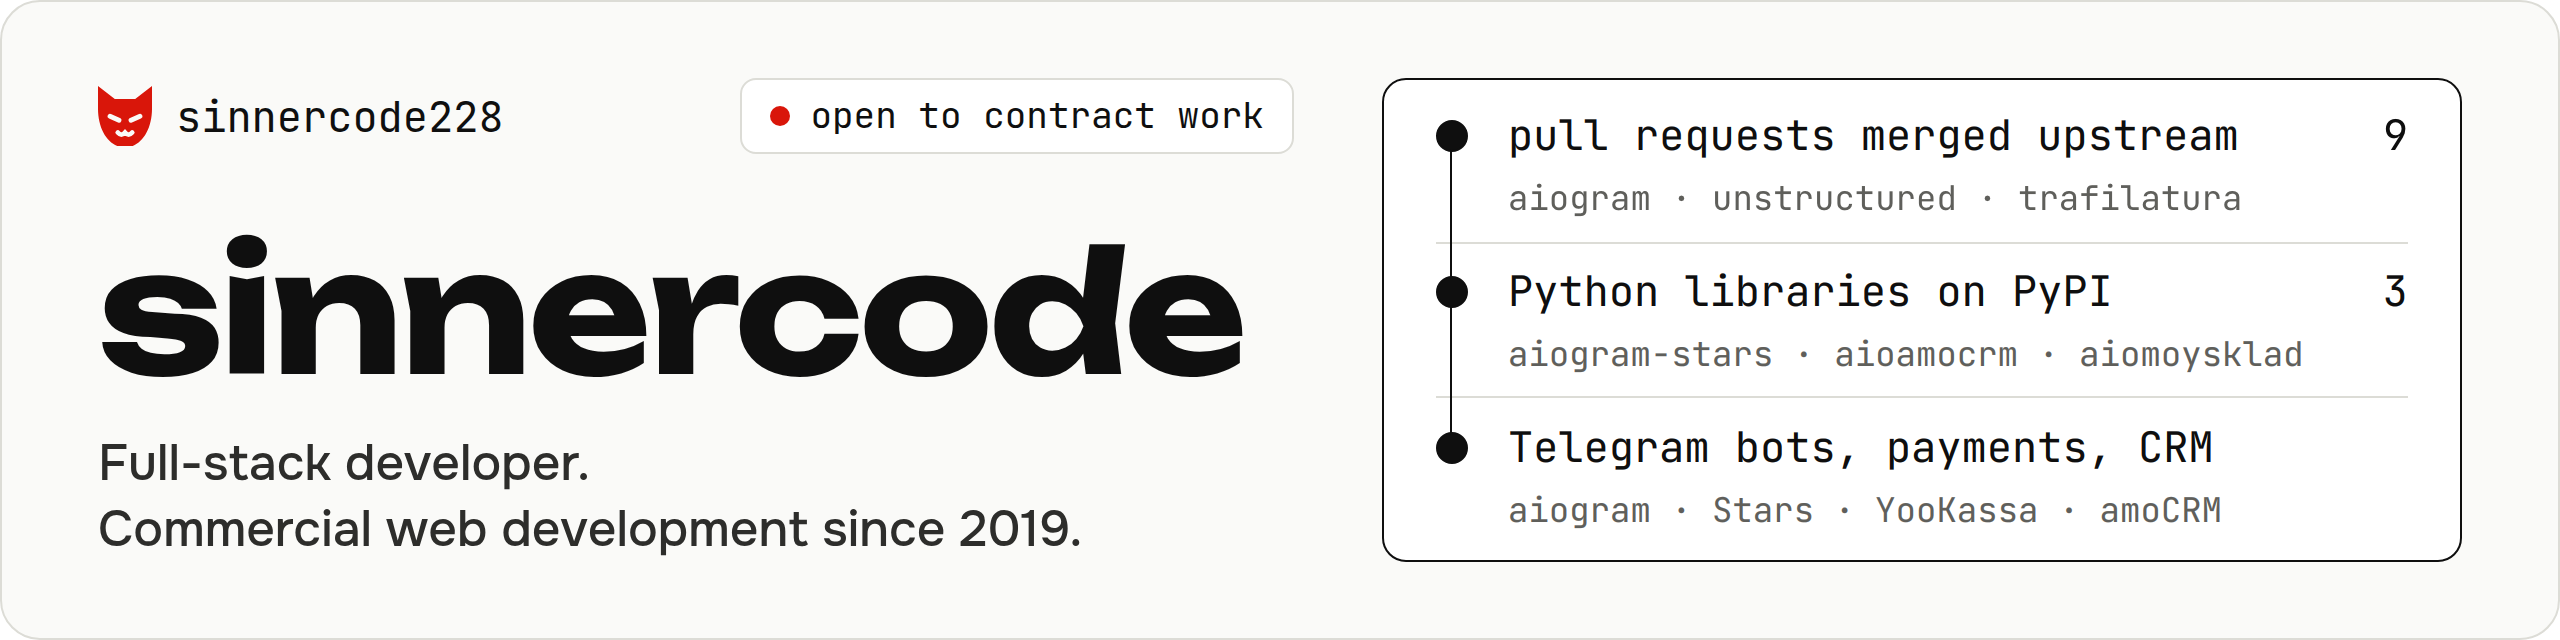 sinnercode228
open to contract work
sinnercode
Full-stack developer.
Commercial web development since 2019.
pull requests merged upstream 9
aiogram · unstructured · trafilatura
Python libraries on PyPI 3
aiogram-stars · aioamocrm · aiomoysklad
Telegram bots, payments, CRM
aiogram · Stars · YooKassa · amoCRM